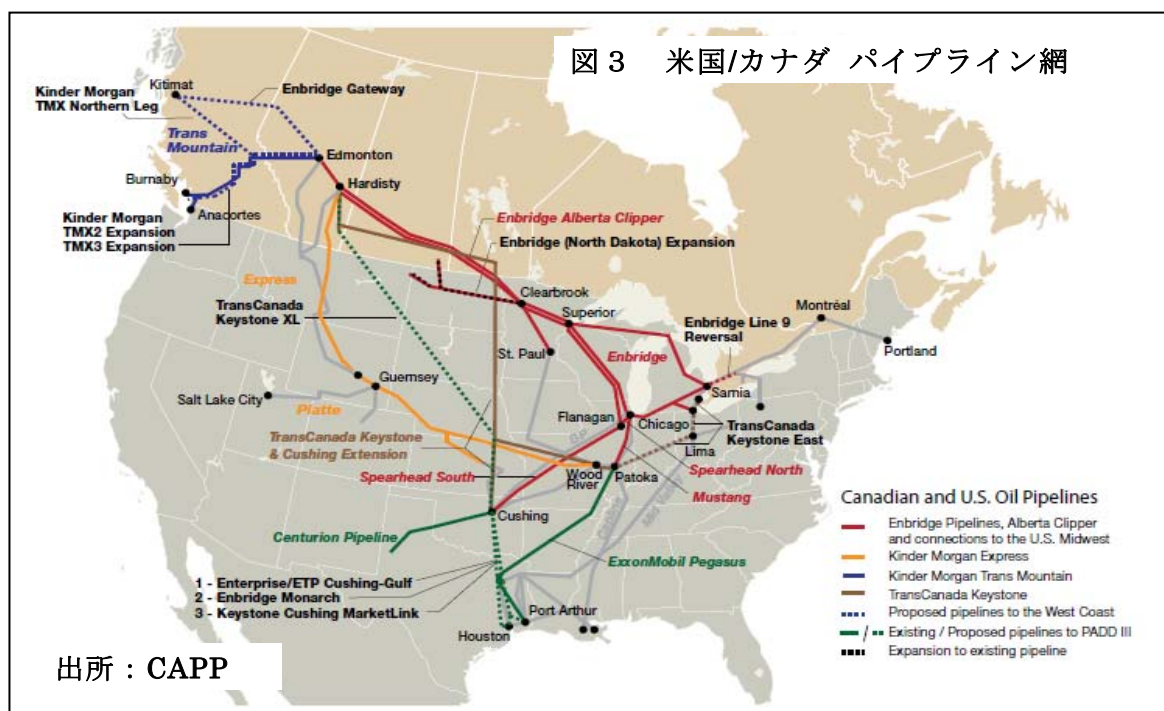 図3 米国/カナダ パイプライン網
Kinder Morgan
TMX Northern Leg
Kitimat
Enbridge Gateway
Trans
Mountain
Edmonton
Hardisty
Burnaby
Anacortes
Kinder Morgan
TMX2 Expansion
TMX3 Expansion
Enbridge Alberta Clipper
Enbridge (North Dakota) Expansion
Express
TransCanada
Keystone XL
Clearbrook
Superior
Montréal
Enbridge Line 9
Reversal
Portland
St. Paul
Enbridge
Sarnia
Guernsey
Salt Lake City
Platte
Flanagan
Chicago
TransCanada
Keystone East
Lima
TransCanada Keystone
& Cushing Extension
BP
Spearhead South
Wood
River
Patoka
Spearhead North
Mustang
Cushing
Capline
Mid Valley
Centurion Pipeline
ExxonMobil Pegasus
1 - Enterprise/ETP Cushing-Gulf
2 - Enbridge Monarch
3 - Keystone Cushing MarketLink
Port Arthur
Houston
Canadian and U.S. Oil Pipelines
Enbridge Pipelines, Alberta Clipper
and connections to the U.S. Midwest
Kinder Morgan Express
Kinder Morgan Trans Mountain
TransCanada Keystone
Proposed pipelines to the West Coast
/ Existing / Proposed pipelines to PADD III
Expansion to existing pipeline
出所：CAPP